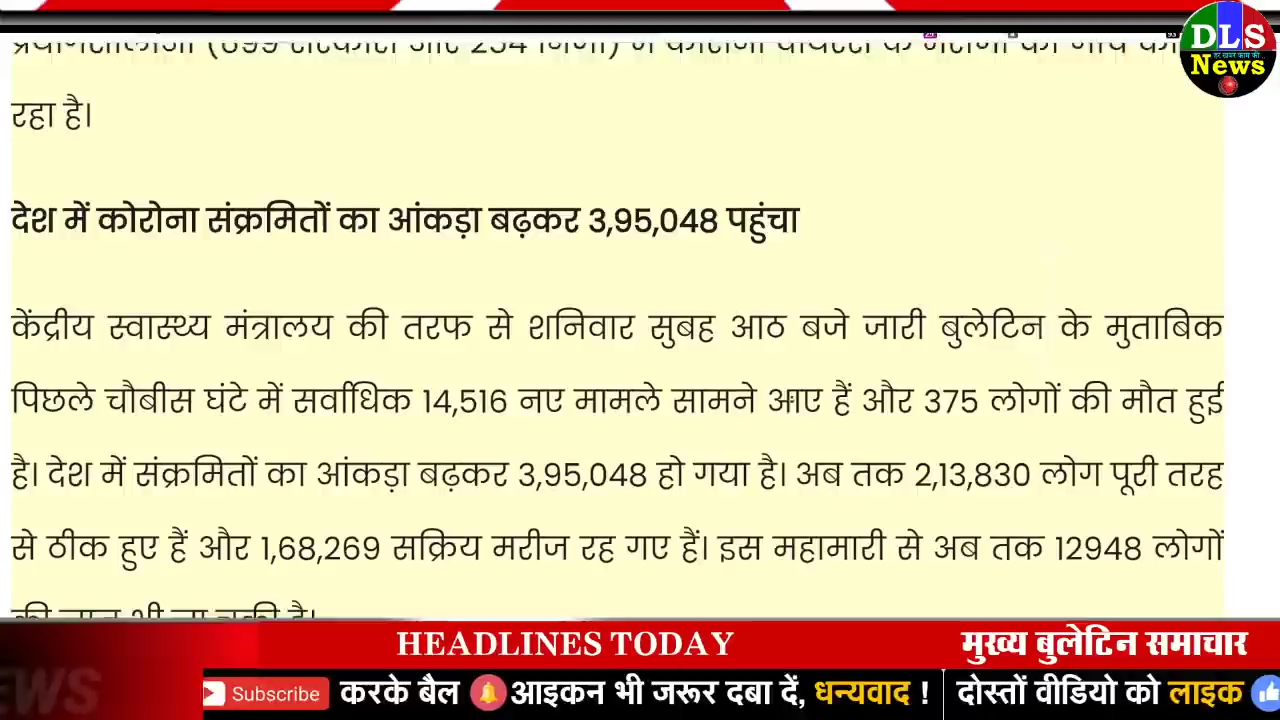 DLS
News
रहा है।
देश में कोरोना संक्रमितों का आंकड़ा बढ़कर 3,95,048 पहुंचा
केंद्रीय स्वास्थ्य मंत्रालय की तरफ से शनिवार सुबह आठ बजे जारी बुलेटिन के मुताबिक
पिछले चौबीस घंटे में सर्वाधिक 14,516 नए मामले सामने आए हैं और 375 लोगों की मौत हुई
है। देश में संक्रमितों का आंकड़ा बढ़कर 3,95,048 हो गया है। अब तक 2,13,830 लोग पूरी तरह
से ठीक हुए हैं और 1,68,269 सक्रिय मरीज रह गए हैं। इस महामारी से अब तक 12948 लोगों
HEADLINES TODAY मुख्य बुलेटिन समाचार
Subscribe करके बैल आइकन भी जरूर दबा दें, धन्यवाद ! दोस्तों वीडियो को लाइक